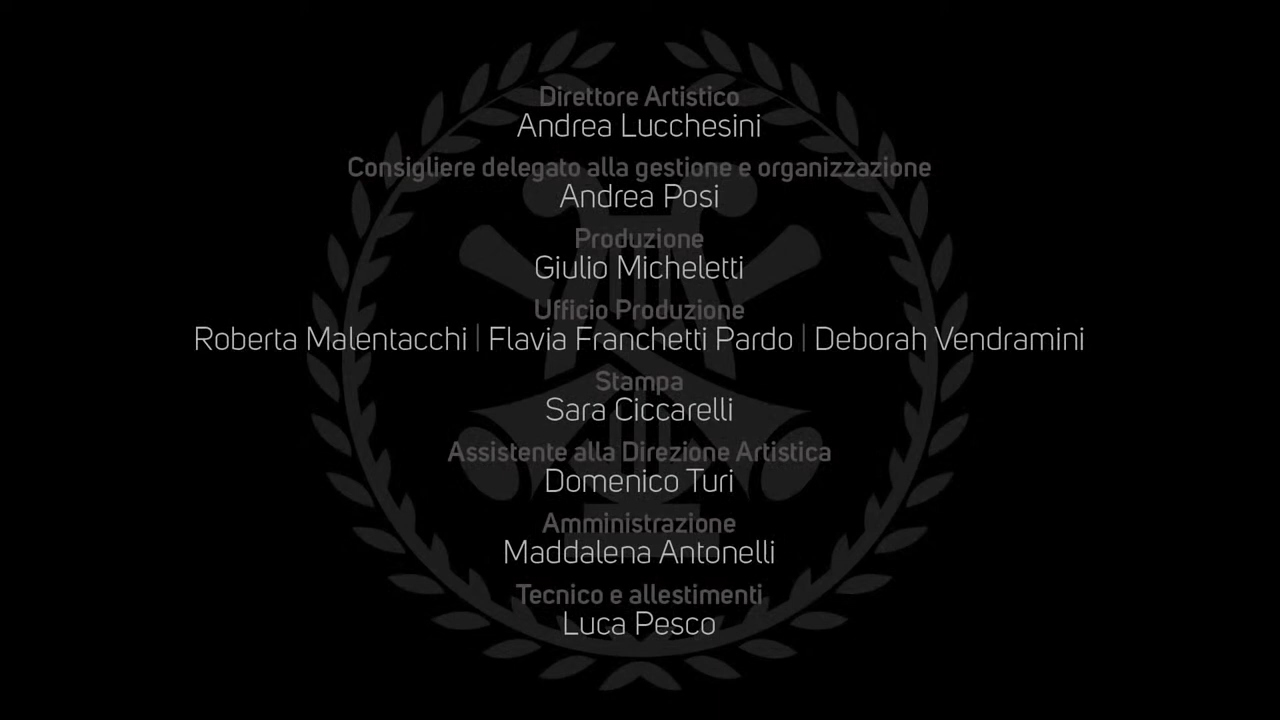 Direttore Artistico
Andrea Lucchesini
Consigliere delegato alla gestione e organizzazione
Andrea Posi
Produzione
Giulio Micheletti
Ufficio Produzione
Roberta Malentacchi | Flavia Franchetti Pardo | Deborah Vendramini
Stampa
Sara Ciccarelli
Assistente alla Direzione Artistica
Domenico Turi
Amministrazione
Maddalena Antonelli
Tecnico e allestimenti
Luca Pesco